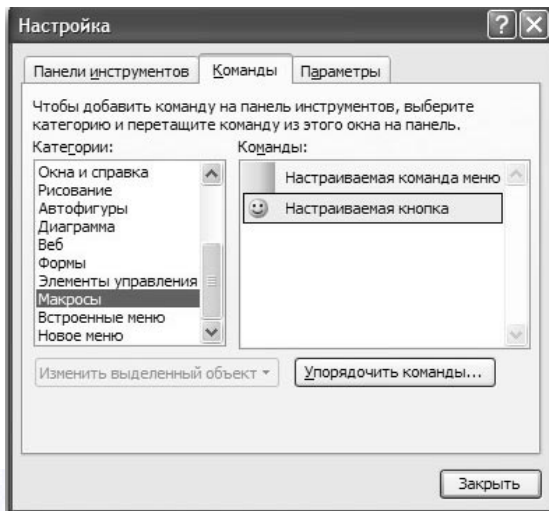 Настройка
Панели инструментов
Команды
Параметры
Чтобы добавить команду на панель инструментов, выберите
категорию и перетащите команду из этого окна на панель.
Категории:
Команды:
Окна и справка
Рисование
Автофигуры
Диаграмма
Веб
Формы
Элементы управления
Макросы
Встроенные меню
Новое меню
Настраиваемая команда меню
Настраиваемая кнопка
Изменить выделенный объект
Упорядочить команды...
Закрыть